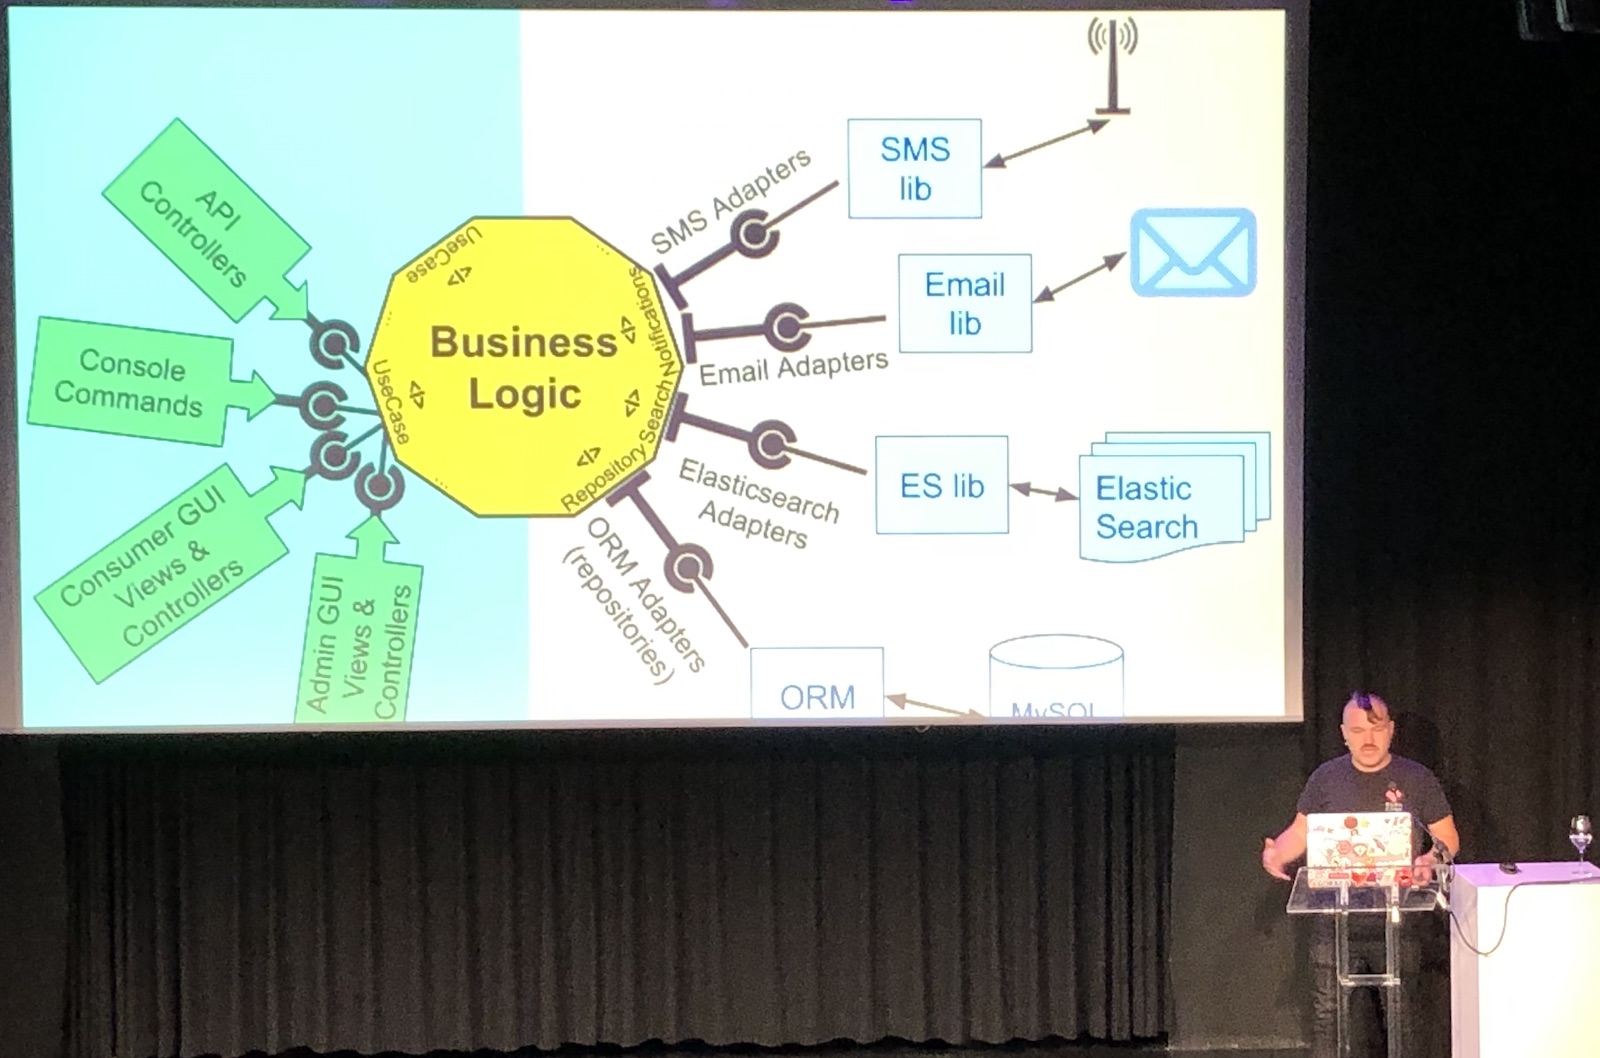 API
Controllers
Console
Commands
Consumer GUI
Views &
Controllers
Admin GUI
Views &
Controllers
UseCase
</>
...
UseCase
</>
...
Business
Logic
...
Notifications
</>
Search
</>
Repository
</>
SMS Adapters
SMS
lib
Email Adapters
Email
lib
Elasticsearch
Adapters
ES lib
Elastic
Search
ORM Adapters
(repositories)
ORM
MySQL